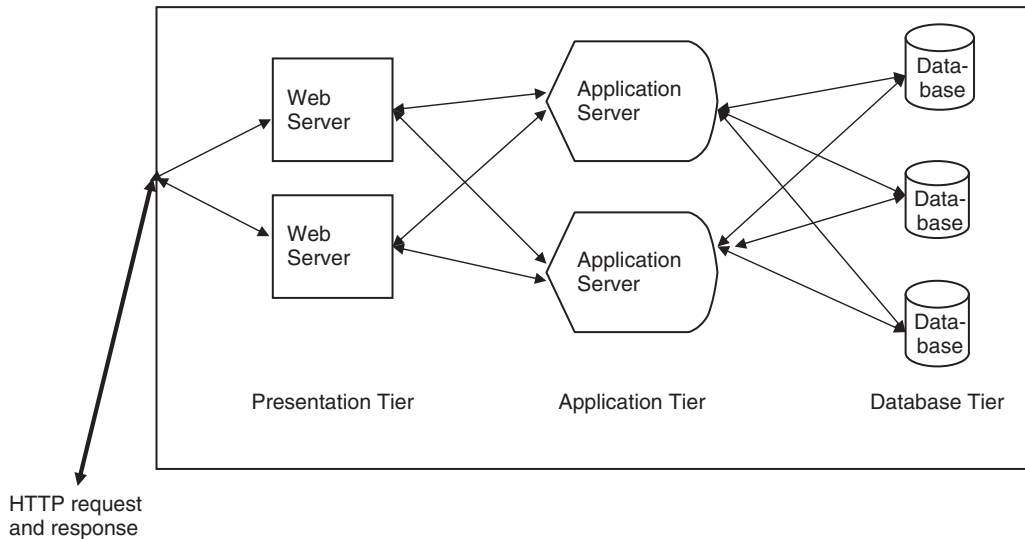 Web
Server
Application
Server
Data-
base
Web
Server
Application
Server
Data-
base
Data-
base
Presentation Tier
Application Tier
Database Tier
HTTP request
and response